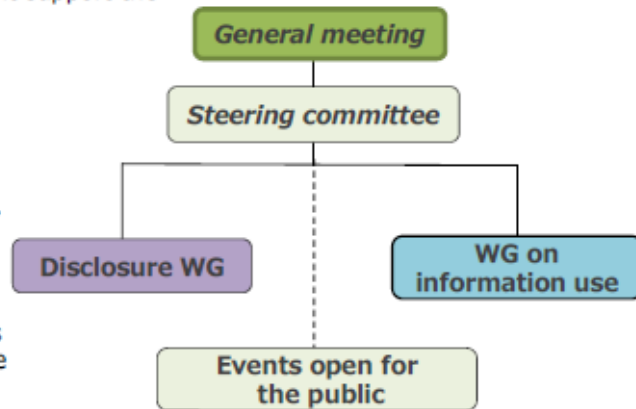 General meeting
Steering committee
Disclosure WG
WG on
information use
Events open for
the public